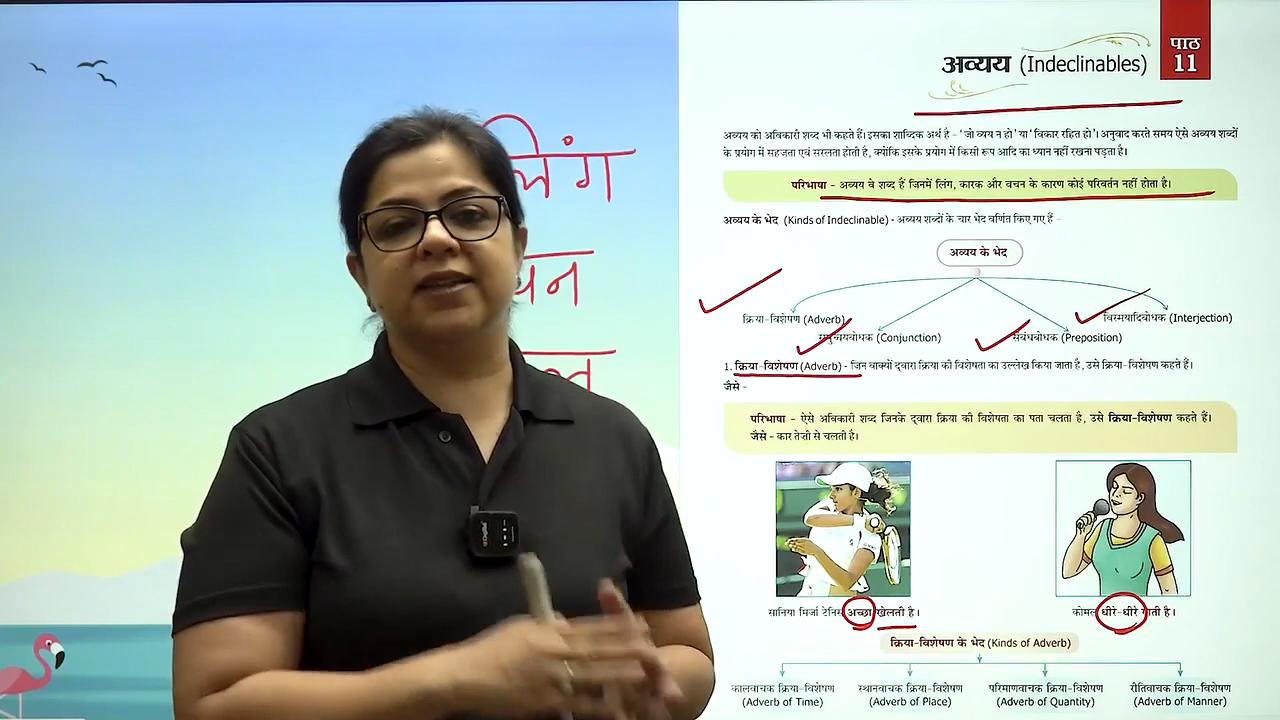 लिंग
पाठ
11
अव्यय (Indeclinables)
अव्यय को अविकारी शब्द भी कहते हैं। इसका शाब्दिक अर्थ है - 'जो व्यय न हो' या 'विकार रहित हो'। अनुवाद करते समय ऐसे अव्यय शब्दों
के प्रयोग में सहजता एवं सरलता होती है, क्योंकि इसके प्रयोग में किसी रूप आदि का ध्यान नहीं रखना पड़ता है।
परिभाषा - अव्यय वे शब्द हैं जिनमें लिंग, कारक और वचन के कारण कोई परिवर्तन नहीं होता है।
अव्यय के भेद (Kinds of Indeclinable) - अव्यय शब्दों के चार भेद वर्णित किए गए हैं -
अव्यय के भेद
क्रिया-विशेषण (Adverb)
विस्मयादिबोधक (Interjection)
समुच्चयबोधक (Conjunction)
संबंधबोधक (Preposition)
1. क्रिया-विशेषण (Adverb) - जिन वाक्यों द्वारा क्रिया की विशेषता का उल्लेख किया जाता है, उसे क्रिया-विशेषण कहते हैं।
जैसे -
परिभाषा - ऐसे अविकारी शब्द जिनके द्वारा क्रिया की विशेषता का पता चलता है, उसे क्रिया-विशेषण कहते हैं।
जैसे - कार तेज़ी से चलती है।
सानिया मिर्जा टेनिस अच्छा खेलती है।
कोमल धीरे-धीरे गाती है।
क्रिया-विशेषण के भेद (Kinds of Adverb)
कालवाचक क्रिया-विशेषण
(Adverb of Time)
स्थानवाचक क्रिया-विशेषण
(Adverb of Place)
परिमाणवाचक क्रिया-विशेषण
(Adverb of Quantity)
रीतिवाचक क्रिया-विशेषण
(Adverb of Manner)